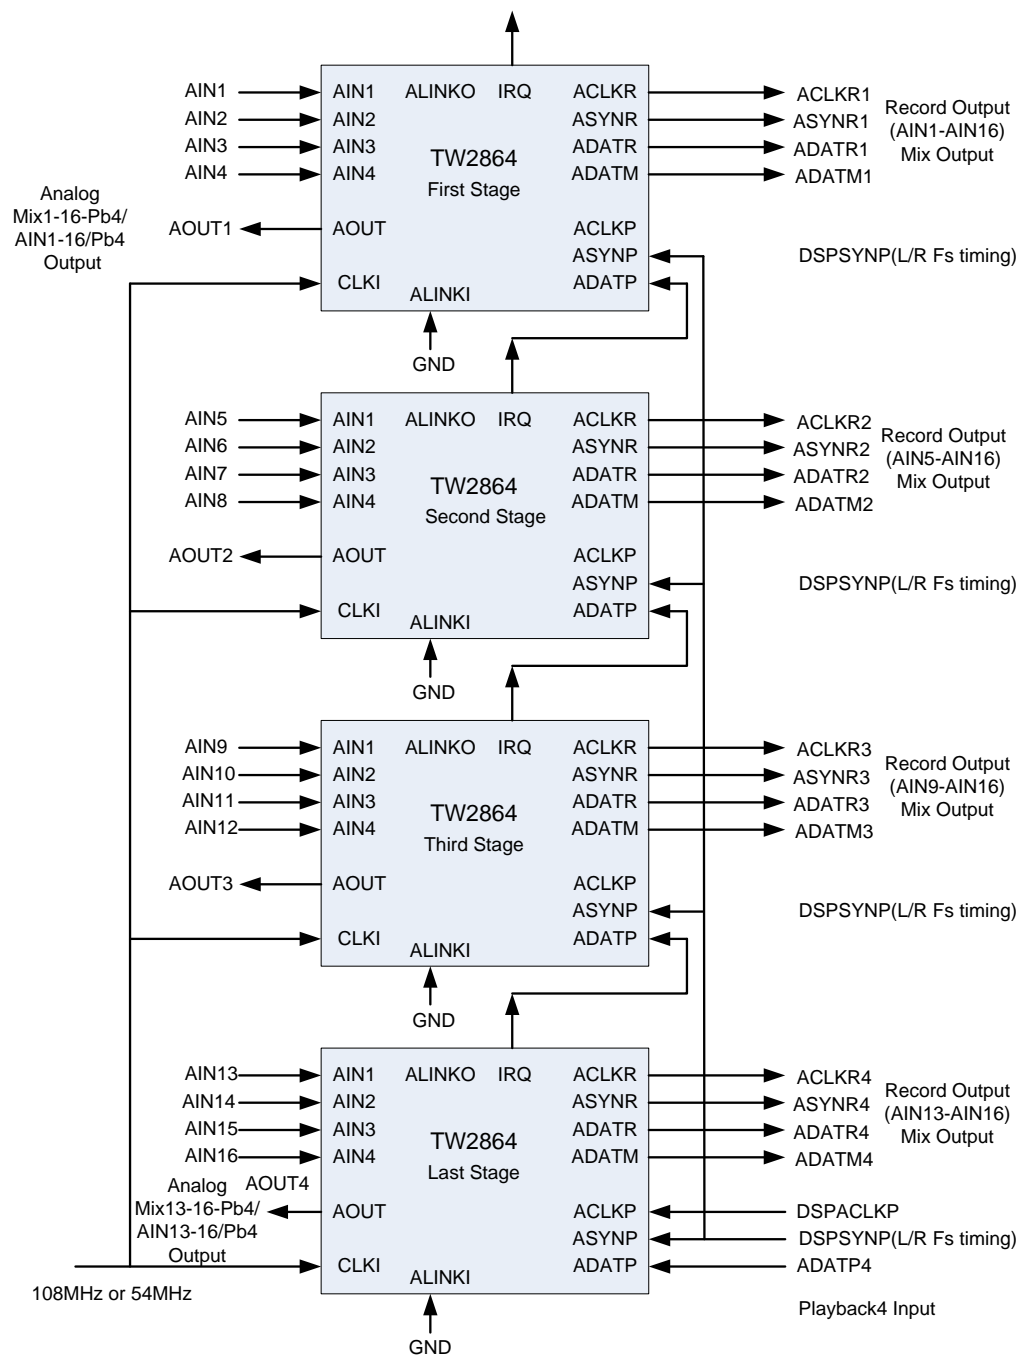 AIN1 AIN1 ALINKO IRQ ACLKR ACLKR1
AIN2 AIN2 ASYNR ASYNR1
AIN3 AIN3 ADATR ADATR1
AIN4 AIN4 ADATM ADATM1
TW2864
First Stage
Record Output
(AIN1-AIN16)
Mix Output
Analog
Mix1-16-Pb4/
AIN1-16/Pb4
Output
AOUT1 AOUT ACLKP
ASYNP DSPSYNP(L/R Fs timing)
CLKI ADATP
ALINKI
GND
AIN5 AIN1 ALINKO IRQ ACLKR ACLKR2
AIN6 AIN2 ASYNR ASYNR2
AIN7 AIN3 ADATR ADATR2
AIN8 AIN4 ADATM ADATM2
TW2864
Second Stage
Record Output
(AIN5-AIN16)
Mix Output
AOUT2 AOUT ACLKP
ASYNP DSPSYNP(L/R Fs timing)
CLKI ADATP
ALINKI
GND
AIN9 AIN1 ALINKO IRQ ACLKR ACLKR3
AIN10 AIN2 ASYNR ASYNR3
AIN11 AIN3 ADATR ADATR3
AIN12 AIN4 ADATM ADATM3
TW2864
Third Stage
Record Output
(AIN9-AIN16)
Mix Output
AOUT3 AOUT ACLKP
ASYNP DSPSYNP(L/R Fs timing)
CLKI ADATP
ALINKI
GND
AIN13 AIN1 ALINKO IRQ ACLKR ACLKR4
AIN14 AIN2 ASYNR ASYNR4
AIN15 AIN3 ADATR ADATR4
AIN16 AIN4 ADATM ADATM4
TW2864
Last Stage
Record Output
(AIN13-AIN16)
Mix Output
Analog
Mix13-16-Pb4/
AIN13-16/Pb4
Output
AOUT4 AOUT ACLKP DSPACLKP
ASYNP DSPSYNP(L/R Fs timing)
CLKI ADATP ADATP4
ALINKI
108MHz or 54MHz
Playback4 Input
GND